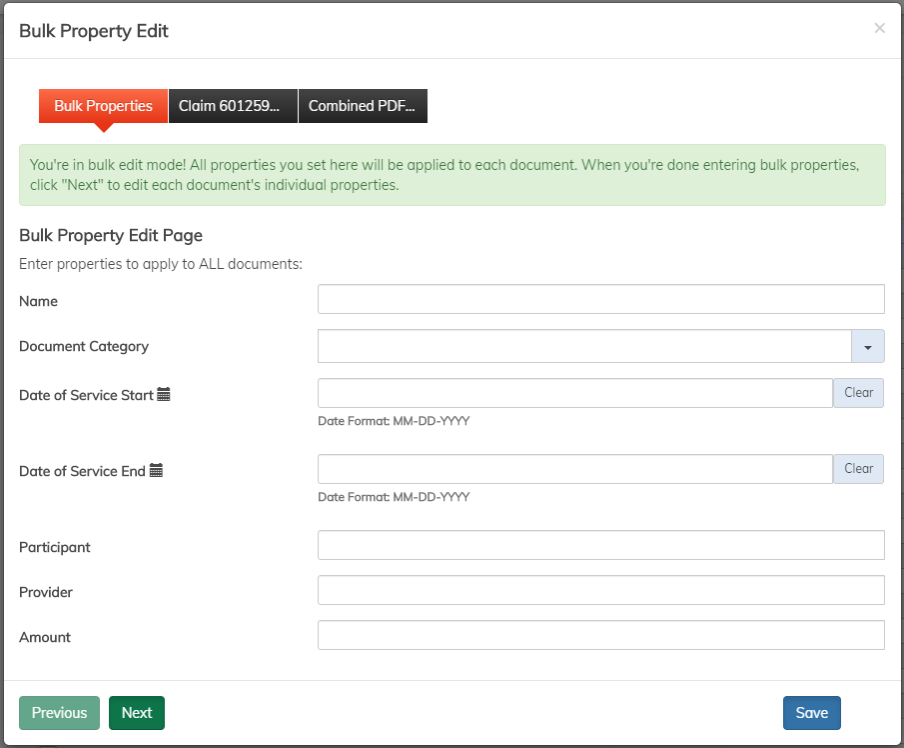 Bulk Property Edit
×
Bulk Properties Claim 601259... Combined PDF...
You're in bulk edit mode! All properties you set here will be applied to each document. When you're done entering bulk properties,
click "Next" to edit each document's individual properties.
Bulk Property Edit Page
Enter properties to apply to ALL documents:
Name
Document Category
Date of Service Start Clear
Date Format: MM-DD-YYYY
Date of Service End Clear
Date Format: MM-DD-YYYY
Participant
Provider
Amount
Previous Next Save